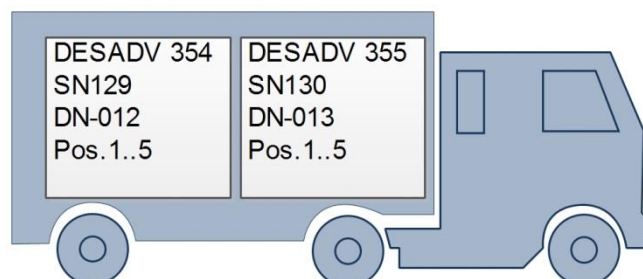 DESADV 354
SN129
DN-012
Pos.1..5
DESADV 355
SN130
DN-013
Pos.1..5